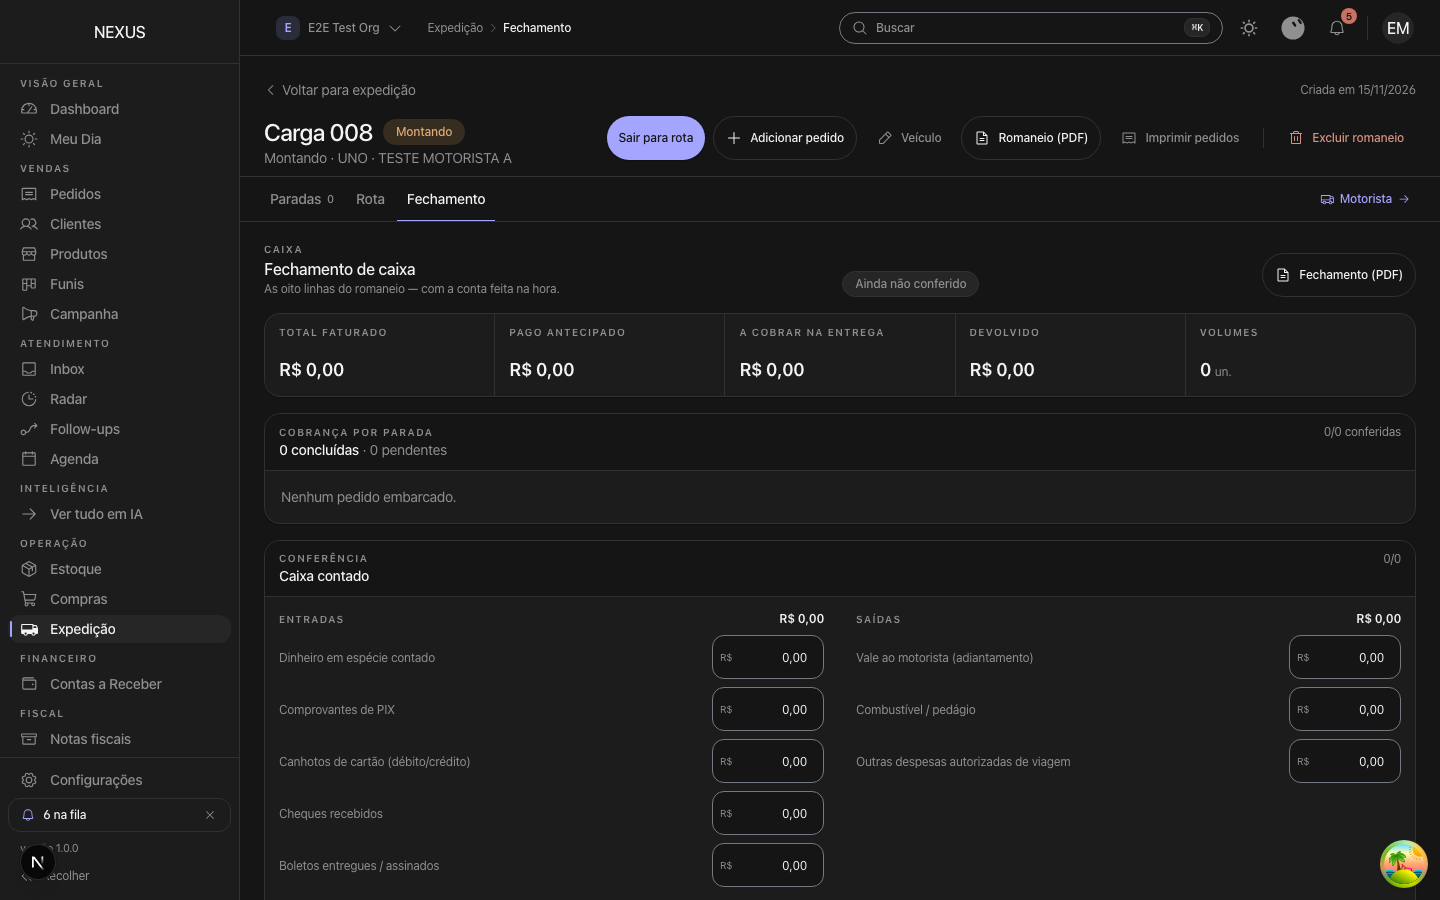 NEXUS
E
E2E Test Org
Expedição
Fechamento
Buscar
⌘K
5
EM
VISÃO GERAL
Dashboard
Meu Dia
VENDAS
Pedidos
Clientes
Produtos
Funis
Campanha
ATENDIMENTO
Inbox
Radar
Follow-ups
Agenda
INTELIGÊNCIA
Ver tudo em IA
OPERAÇÃO
Estoque
Compras
Expedição
FINANCEIRO
Contas a Receber
FISCAL
Notas fiscais
Configurações
6 na fila
1.0.0
N
Voltar para expedição
Criada em 15/11/2026
Carga 008
Montando
Montando · UNO · TESTE MOTORISTA A
Sair para rota
Adicionar pedido
Veículo
Romaneio (PDF)
Imprimir pedidos
Excluir romaneio
Paradas 0
Rota
Fechamento
Motorista
CAIXA
Fechamento de caixa
As oito linhas do romaneio — com a conta feita na hora.
Ainda não conferido
Fechamento (PDF)
TOTAL FATURADO
R$ 0,00
PAGO ANTECIPADO
R$ 0,00
A COBRAR NA ENTREGA
R$ 0,00
DEVOLVIDO
R$ 0,00
VOLUMES
0 un.
COBRANÇA POR PARADA
0 concluídas · 0 pendentes
0/0 conferidas
Nenhum pedido embarcado.
CONFERÊNCIA
Caixa contado
0/0
ENTRADAS
R$ 0,00
Dinheiro em espécie contado
R$ 0,00
Comprovantes de PIX
R$ 0,00
Canhotos de cartão (débito/crédito)
R$ 0,00
Cheques recebidos
R$ 0,00
Boletos entregues / assinados
R$ 0,00
SAÍDAS
R$ 0,00
Vale ao motorista (adiantamento)
R$ 0,00
Combustível / pedágio
R$ 0,00
Outras despesas autorizadas de viagem
R$ 0,00